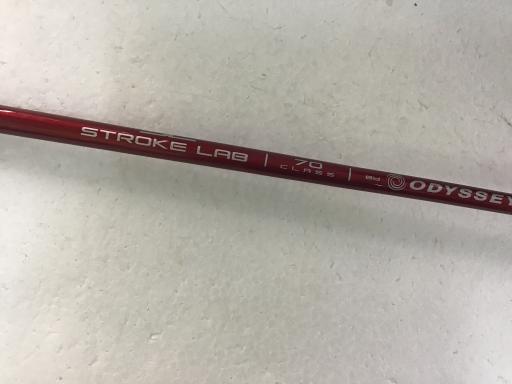 STROKE LAB | 70 CLASS | ODYSSEY